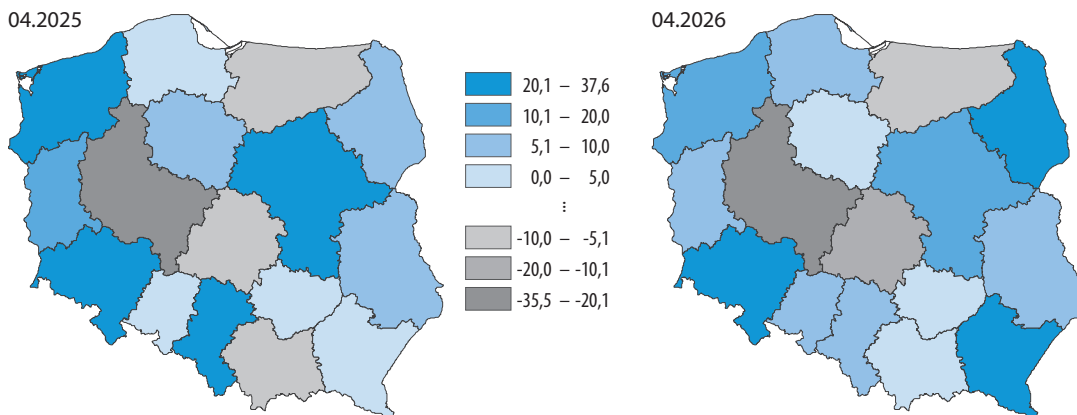 04.2025
04.2026
20,1 – 37,6
10,1 – 20,0
5,1 – 10,0
0,0 – 5,0
...
-10,0 – -5,1
-20,0 – -10,1
-35,5 – -20,1